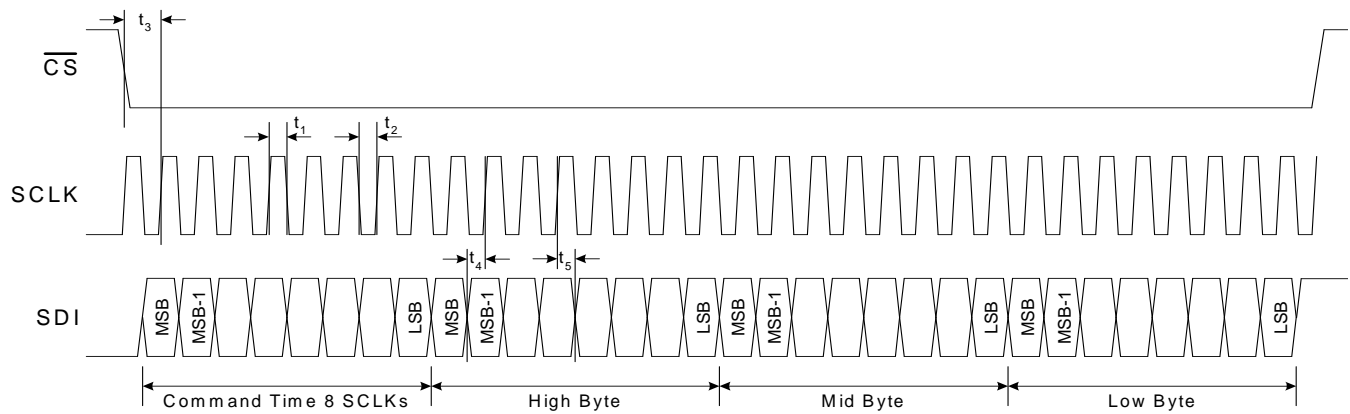 t3
CS
t1
t2
SCLK
t4
t5
SDI
MSB
MSB-1
LSB
MSB
MSB-1
LSB
MSB
MSB-1
LSB
MSB
MSB-1
LSB
Command Time 8 SCLKs
High Byte
Mid Byte
Low Byte